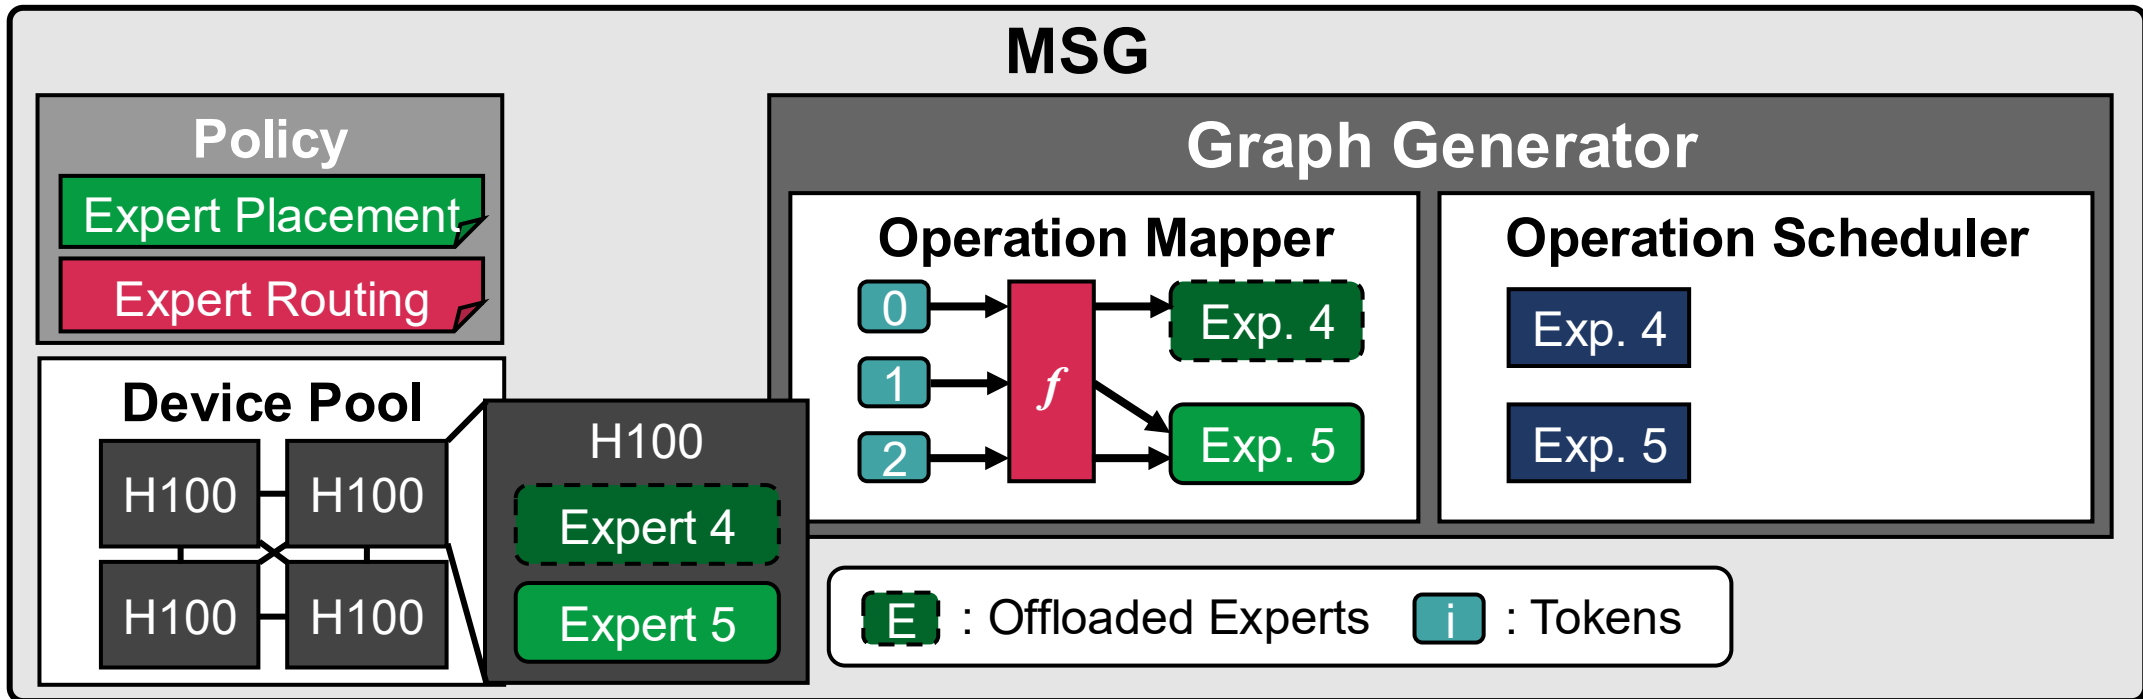 MSG
Policy
Expert Placement
Expert Routing
Device Pool
H100
H100
H100
H100
H100
Expert 4
Expert 5
Graph Generator
Operation Mapper
0
1
2
f
Exp. 4
Exp. 5
Operation Scheduler
Exp. 4
Exp. 5
E : Offloaded Experts
i : Tokens